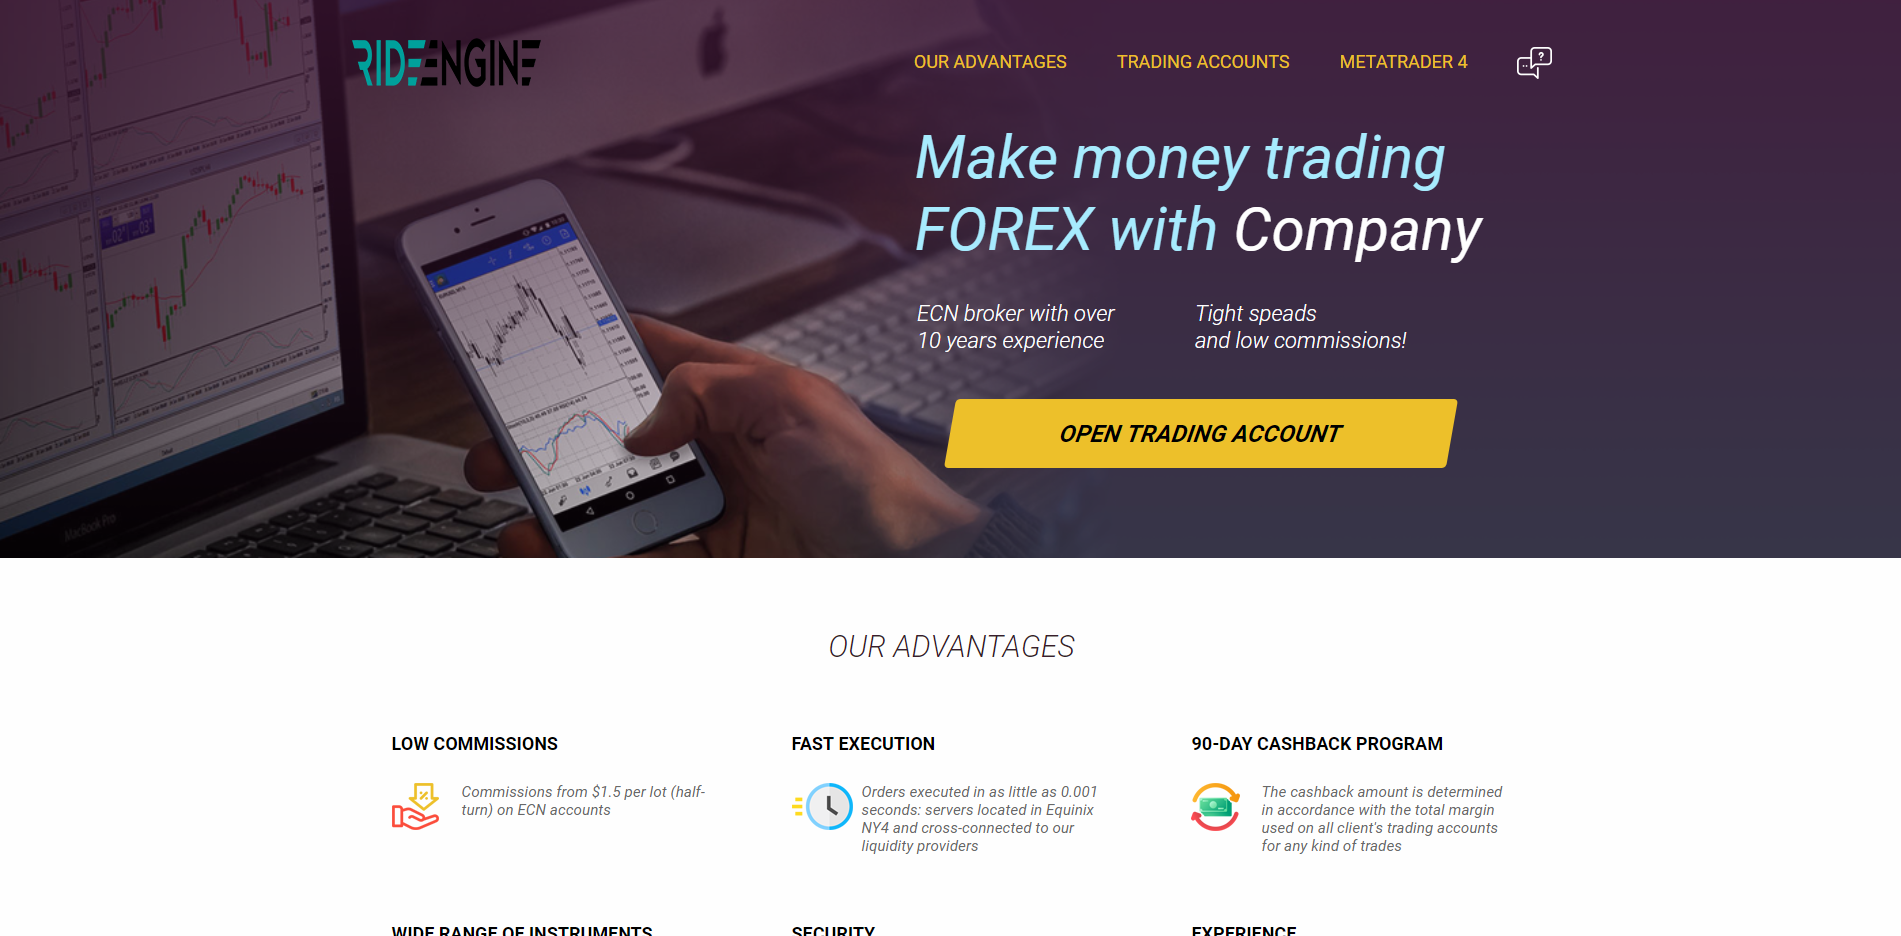 RIDEENGINE
OUR ADVANTAGES
TRADING ACCOUNTS
METATRADER 4
Make money trading
FOREX with Company
ECN broker with over
10 years experience
Tight speads
and low commissions!
OPEN TRADING ACCOUNT
MacBook Pro
OUR ADVANTAGES
LOW COMMISSIONS
Commissions from $1.5 per lot (half-
turn) on ECN accounts
FAST EXECUTION
Orders executed in as little as 0.001
seconds: servers located in Equinix
NY4 and cross-connected to our
liquidity providers
90-DAY CASHBACK PROGRAM
The cashback amount is determined
in accordance with the total margin
used on all client's trading accounts
for any kind of trades
WIDE RANGE OF INSTRUMENTS
SECURITY
EXPERIENCE